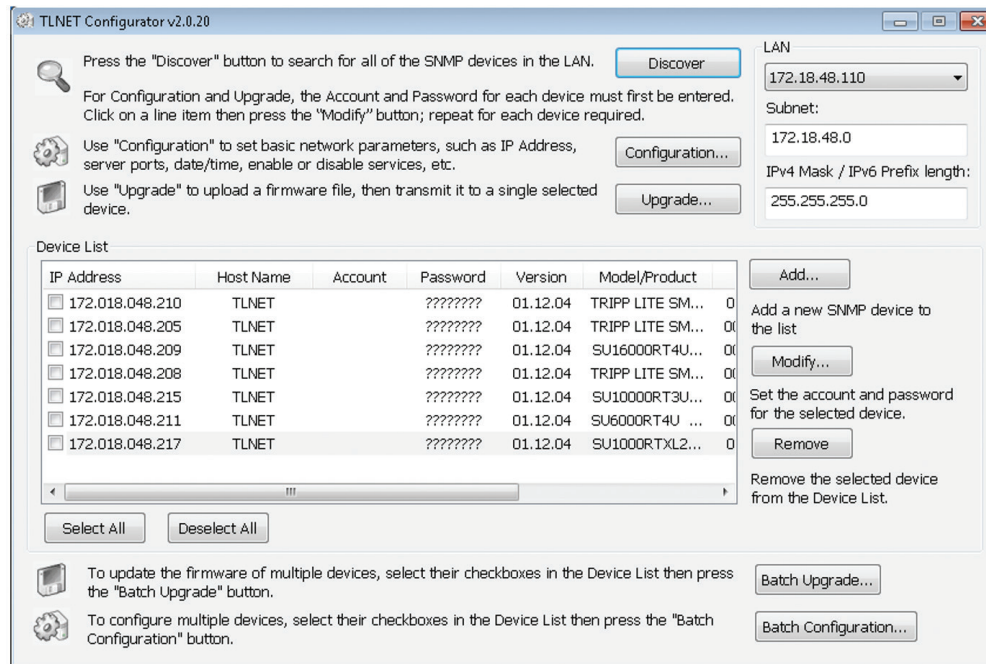 TLNET Configurator v2.0.20
Press the "Discover" button to search for all of the SNMP devices in the LAN.
Discover
For Configuration and Upgrade, the Account and Password for each device must first be entered.
Click on a line item then press the "Modify" button; repeat for each device required.
Use "Configuration" to set basic network parameters, such as IP Address,
server ports, date/time, enable or disable services, etc.
Configuration...
Use "Upgrade" to upload a firmware file, then transmit it to a single selected
device.
Upgrade...
LAN
172.18.48.110
Subnet:
172.18.48.0
IPv4 Mask / IPv6 Prefix length:
255.255.255.0
Device List
IP Address Host Name Account Password Version Model/Product
172.018.048.210 TLNET ???????? 01.12.04 TRIPP LITE SM... 0
172.018.048.205 TLNET ???????? 01.12.04 TRIPP LITE SM... 00
172.018.048.209 TLNET ???????? 01.12.04 SU16000RT4U... 00
172.018.048.208 TLNET ???????? 01.12.04 TRIPP LITE SM... 00
172.018.048.215 TLNET ???????? 01.12.04 SU10000RT3U... 00
172.018.048.211 TLNET ???????? 01.12.04 SU6000RT4U ... 00
172.018.048.217 TLNET ???????? 01.12.04 SU1000RTXL2... 0
Add...
Add a new SNMP device to
the list
Modify...
Set the account and password
for the selected device.
Remove
Remove the selected device
from the Device List.
Select All
Deselect All
To update the firmware of multiple devices, select their checkboxes in the Device List then press
the "Batch Upgrade" button.
Batch Upgrade...
To configure multiple devices, select their checkboxes in the Device List then press the "Batch
Configuration" button.
Batch Configuration...